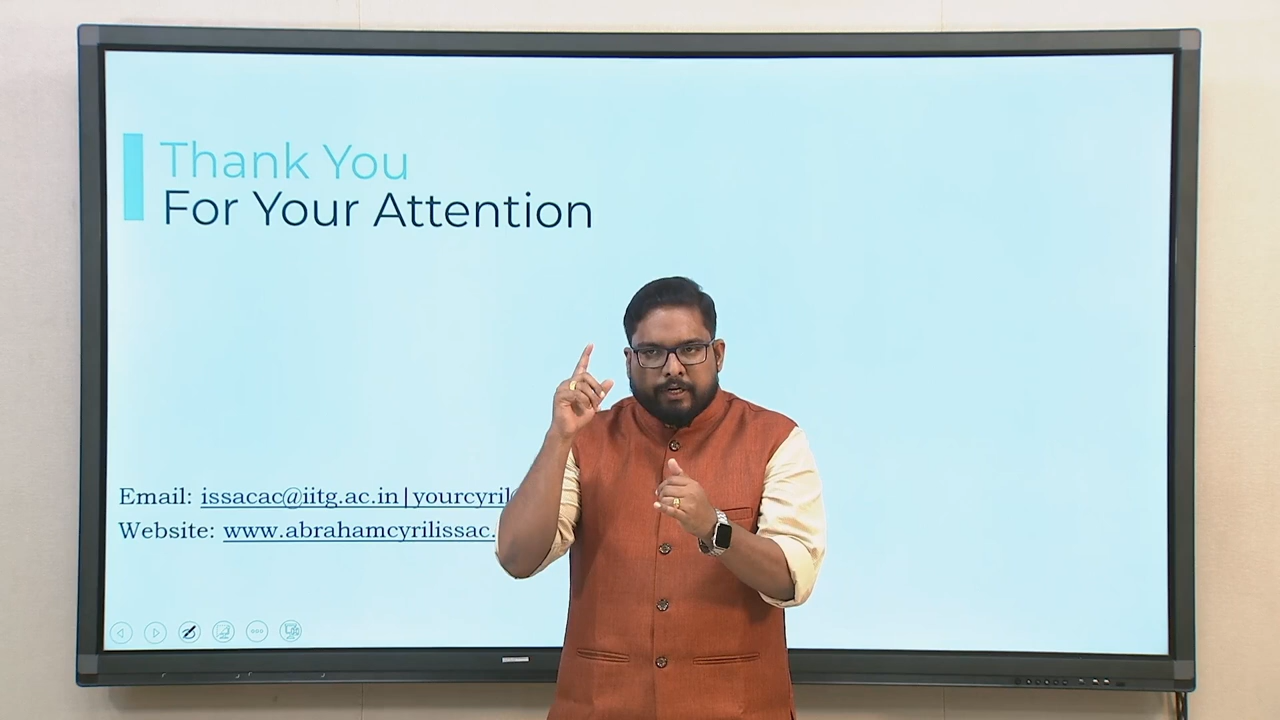 Thank You
For Your Attention
Email: issacac@iitg.ac.in|yourcyril
Website: www.abrahamcyrilissac.